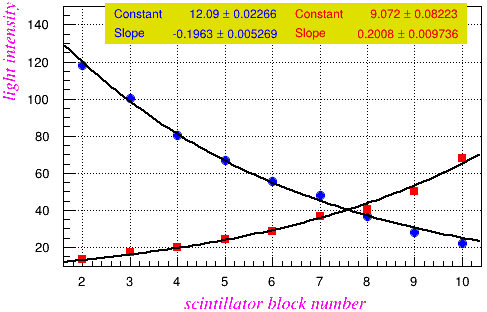 light intensity
Constant 12.09 ± 0.02266 Constant 9.072 ± 0.08223
Slope -0.1963 ± 0.005269 Slope 0.2008 ± 0.009736
140
120
100
80
60
40
20
2 3 4 5 6 7 8 9 10
scintillator block number